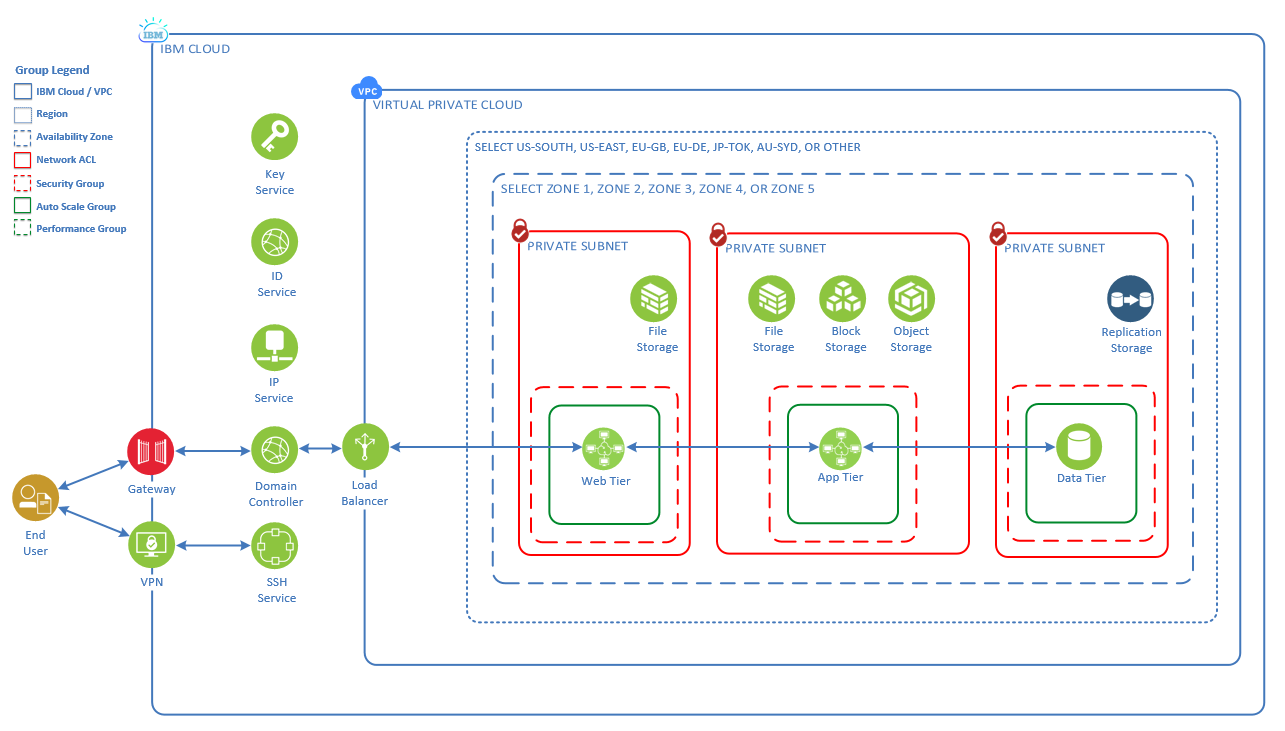 IBM
IBM CLOUD
Group Legend
IBM Cloud / VPC
Region
Availability Zone
Network ACL
Security Group
Auto Scale Group
Performance Group
VPC
VIRTUAL PRIVATE CLOUD
SELECT US-SOUTH, US-EAST, EU-GB, EU-DE, JP-TOK, AU-SYD, OR OTHER
SELECT ZONE 1, ZONE 2, ZONE 3, ZONE 4, OR ZONE 5
Key
Service
ID
Service
IP
Service
PRIVATE SUBNET
PRIVATE SUBNET
PRIVATE SUBNET
File
Storage
File
Storage
Block
Storage
Object
Storage
Replication
Storage
Gateway
Domain
Controller
Load
Balancer
Web Tier
App Tier
Data Tier
End
User
VPN
SSH
Service